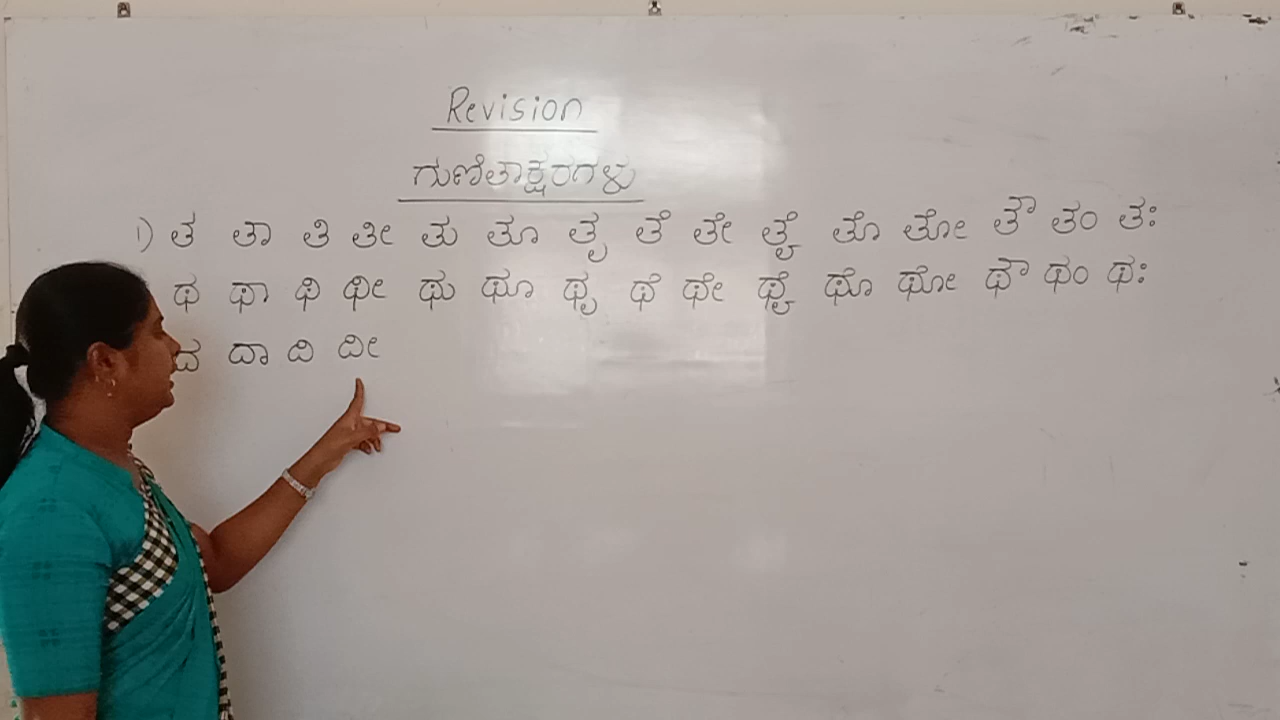 Revision
ಗುಣಿತಾಕ್ಷರಗಳು
1) ತ ತಾ ತಿ ತೀ ತು ತೂ ತೃ ತೆ ತೇ ತೈ ತೊ ತೋ ತೌ ತಂ ತಃ
ಥ ಥಾ ಥಿ ಥೀ ಥು ಥೂ ಥೃ ಥೆ ಥೇ ಥೈ ಥೊ ಥೋ ಥೌ ಥಂ ಥಃ
ದ ದಾ ದಿ ದೀ